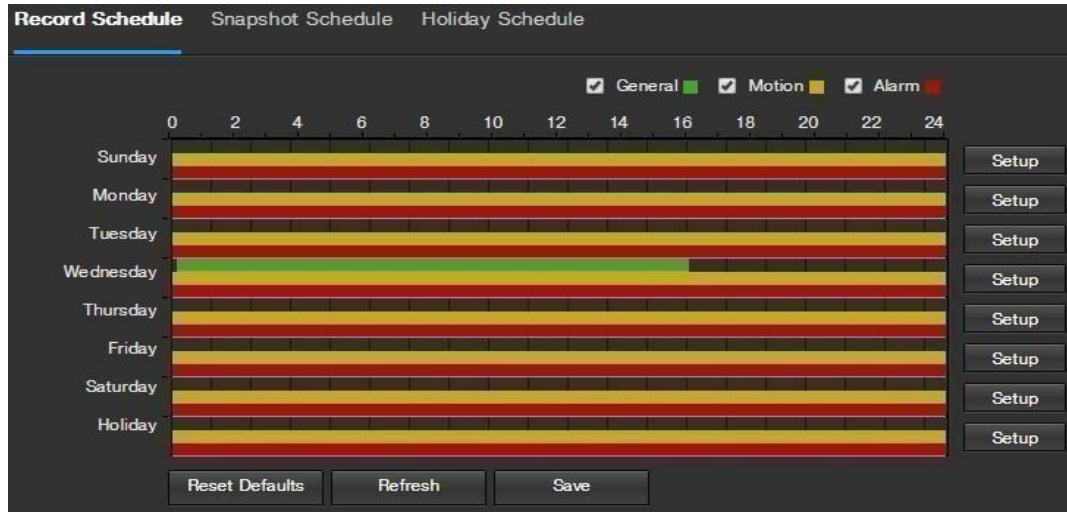 Record Schedule Snapshot Schedule Holiday Schedule
General Motion Alarm
0 2 4 6 8 10 12 14 16 18 20 22 24
Sunday Setup
Monday Setup
Tuesday Setup
Wednesday Setup
Thursday Setup
Friday Setup
Saturday Setup
Holiday Setup
Reset Defaults Refresh Save